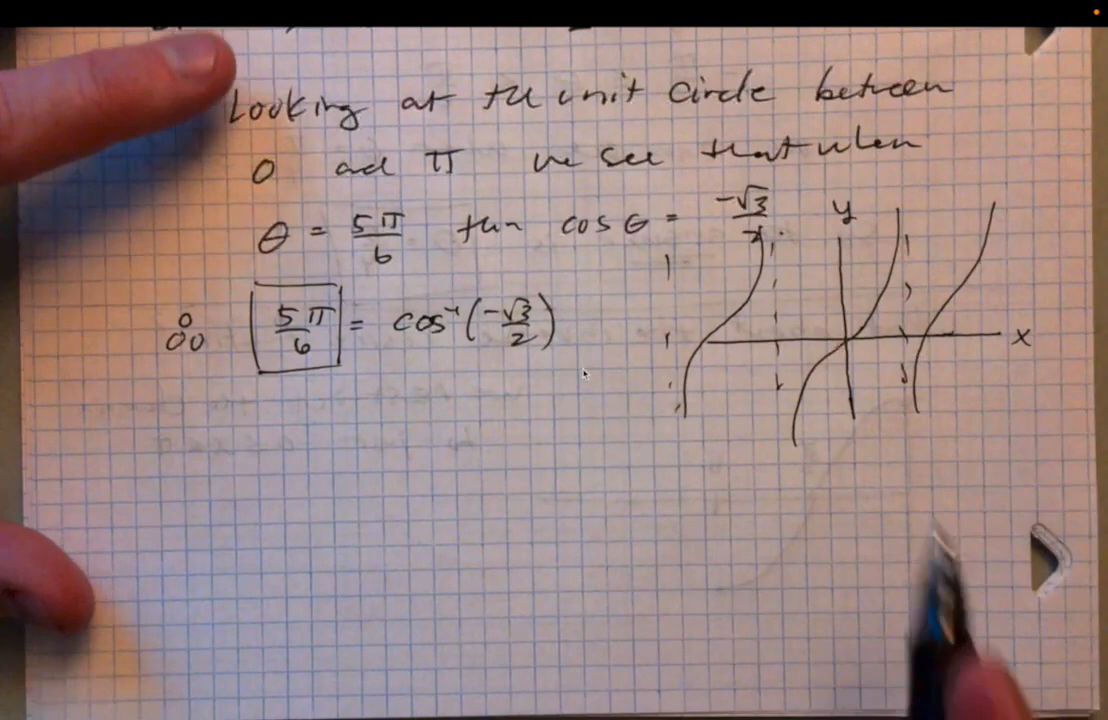 Looking at the unit circle between
0 and π we see that when
θ = 5π/6 then cos θ = -√3/2
∴ 5π/6 = cos⁻¹(-√3/2)
y
x